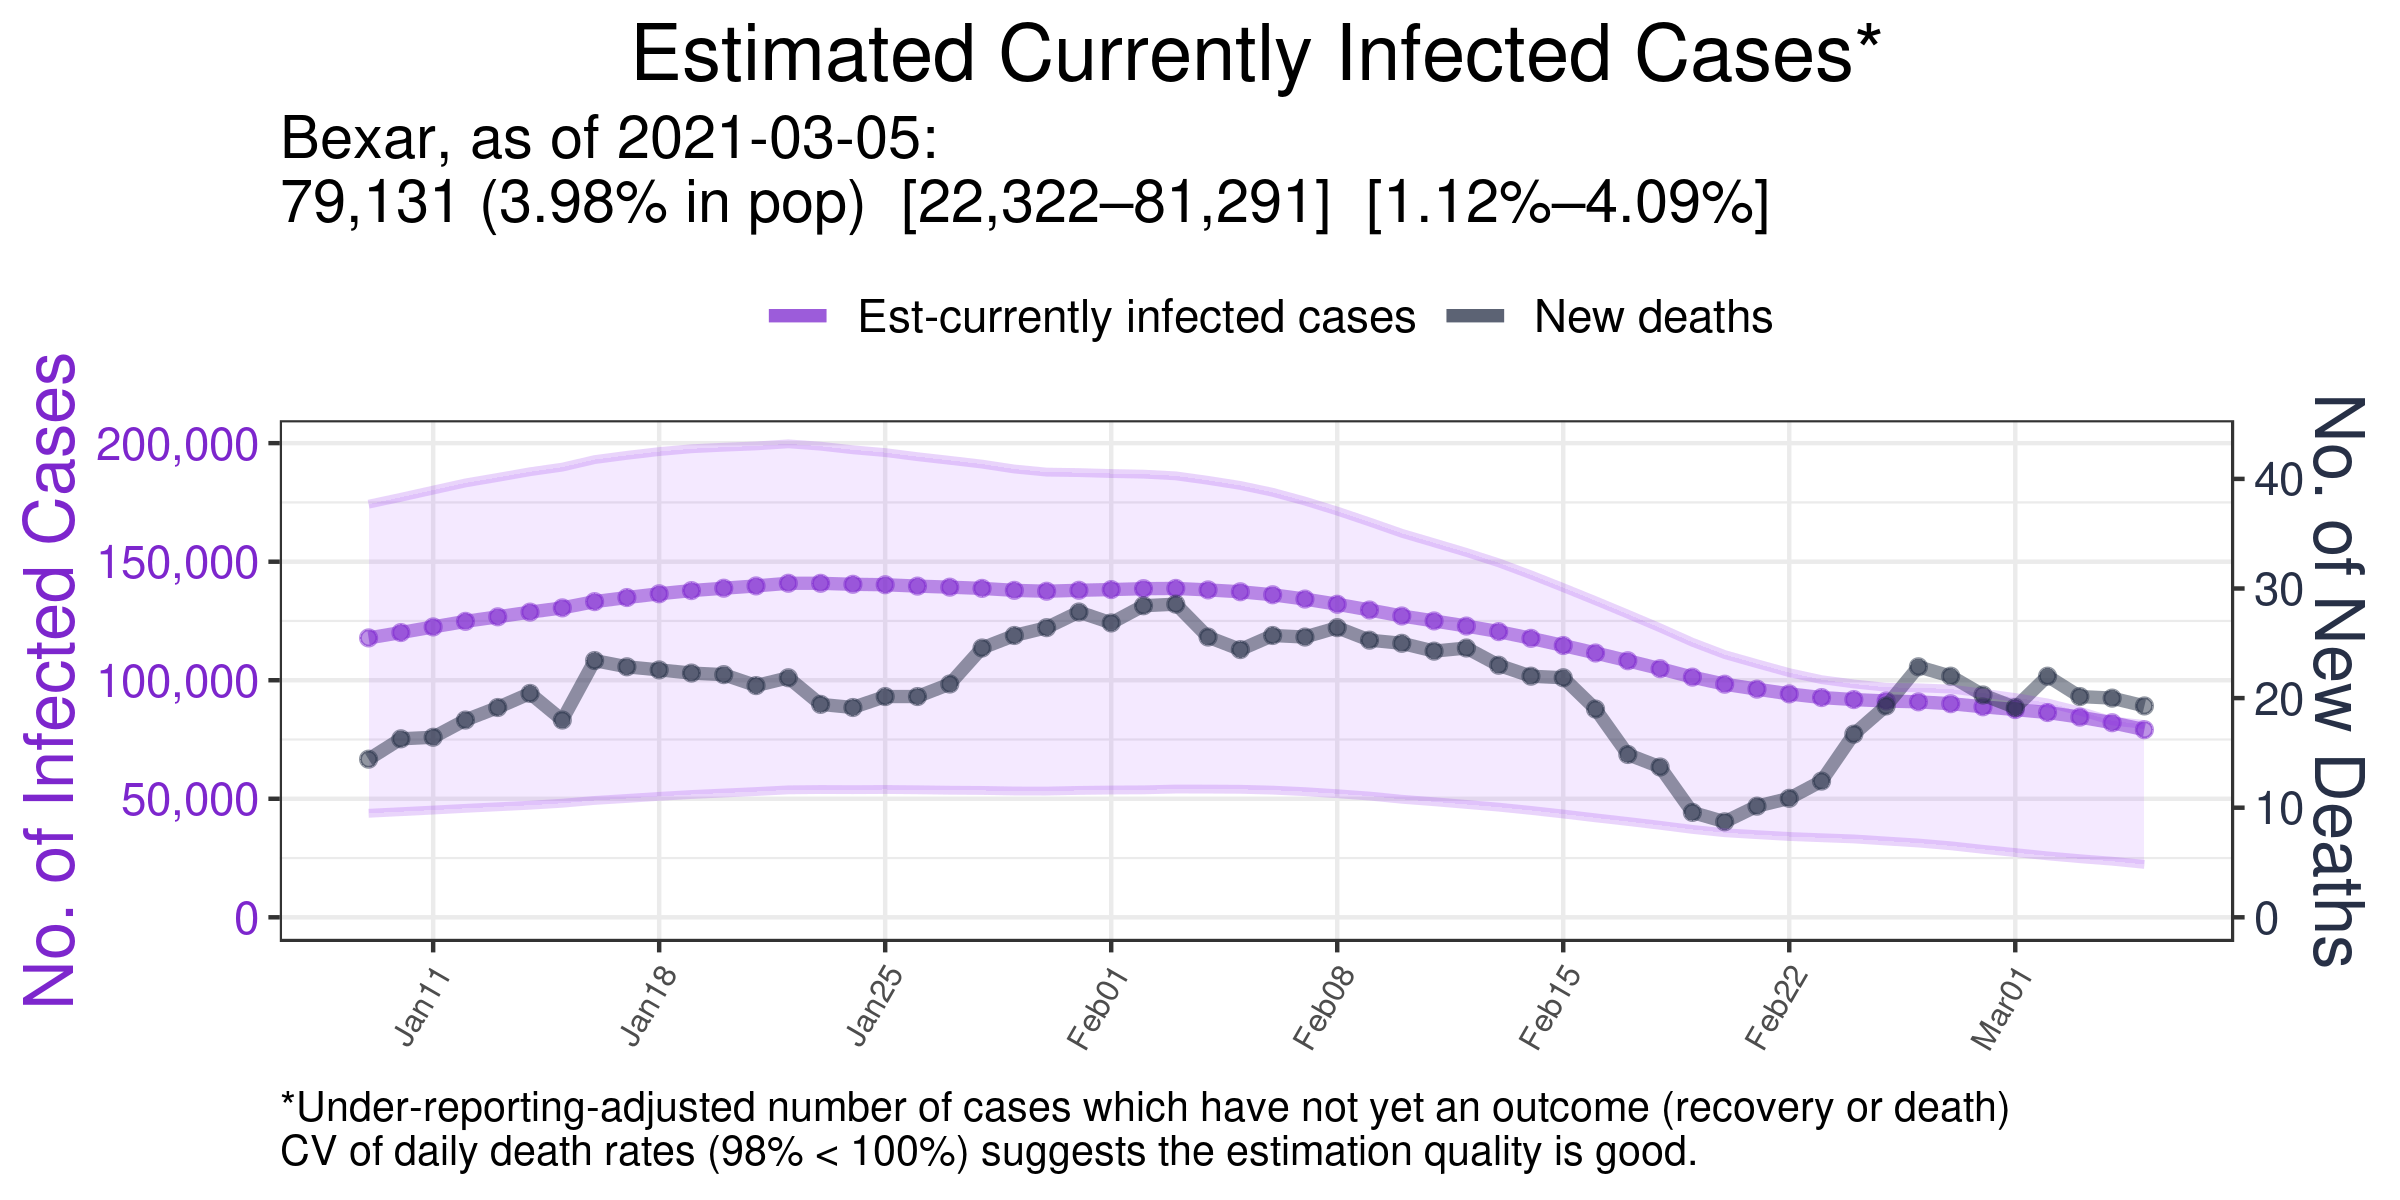 Estimated Currently Infected Cases*
Bexar, as of 2021-03-05:
79,131 (3.98% in pop)  [22,322–81,291]  [1.12%–4.09%]
Est-currently infected cases
New deaths
No. of Infected Cases
200,000
150,000
100,000
50,000
0
40
30
20
10
0
No. of New Deaths
Jan11
Jan18
Jan25
Feb01
Feb08
Feb15
Feb22
Mar01
*Under-reporting-adjusted number of cases which have not yet an outcome (recovery or death)
CV of daily death rates (98% < 100%) suggests the estimation quality is good.